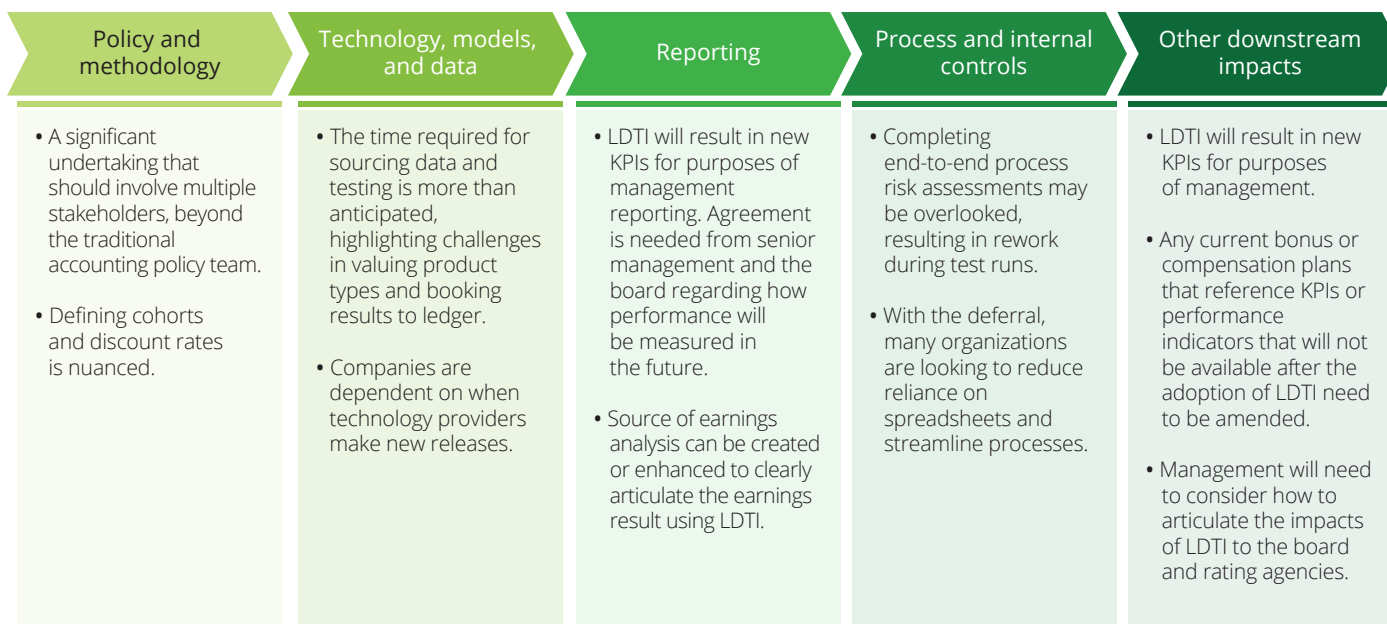 Policy and
methodology
Technology, models,
and data
Reporting
Process and internal
controls
Other downstream
impacts
• A significant
undertaking that
should involve multiple
stakeholders, beyond
the traditional
accounting policy team.
• Defining cohorts
and discount rates
is nuanced.
• The time required for
sourcing data and
testing is more than
anticipated,
highlighting challenges
in valuing product
types and booking
results to ledger.
• Companies are
dependent on when
technology providers
make new releases.
• LDTI will result in new
KPIs for purposes of
management
reporting. Agreement
is needed from senior
management and the
board regarding how
performance will
be measured in
the future.
• Source of earnings
analysis can be created
or enhanced to clearly
articulate the earnings
result using LDTI.
• Completing
end-to-end process
risk assessments may
be overlooked,
resulting in rework
during test runs.
• With the deferral,
many organizations
are looking to reduce
reliance on
spreadsheets and
streamline processes.
• LDTI will result in new
KPIs for purposes
of management.
• Any current bonus or
compensation plans
that reference KPIs or
performance
indicators that will not
be available after the
adoption of LDTI need
to be amended.
• Management will need
to consider how to
articulate the impacts
of LDTI to the board
and rating agencies.